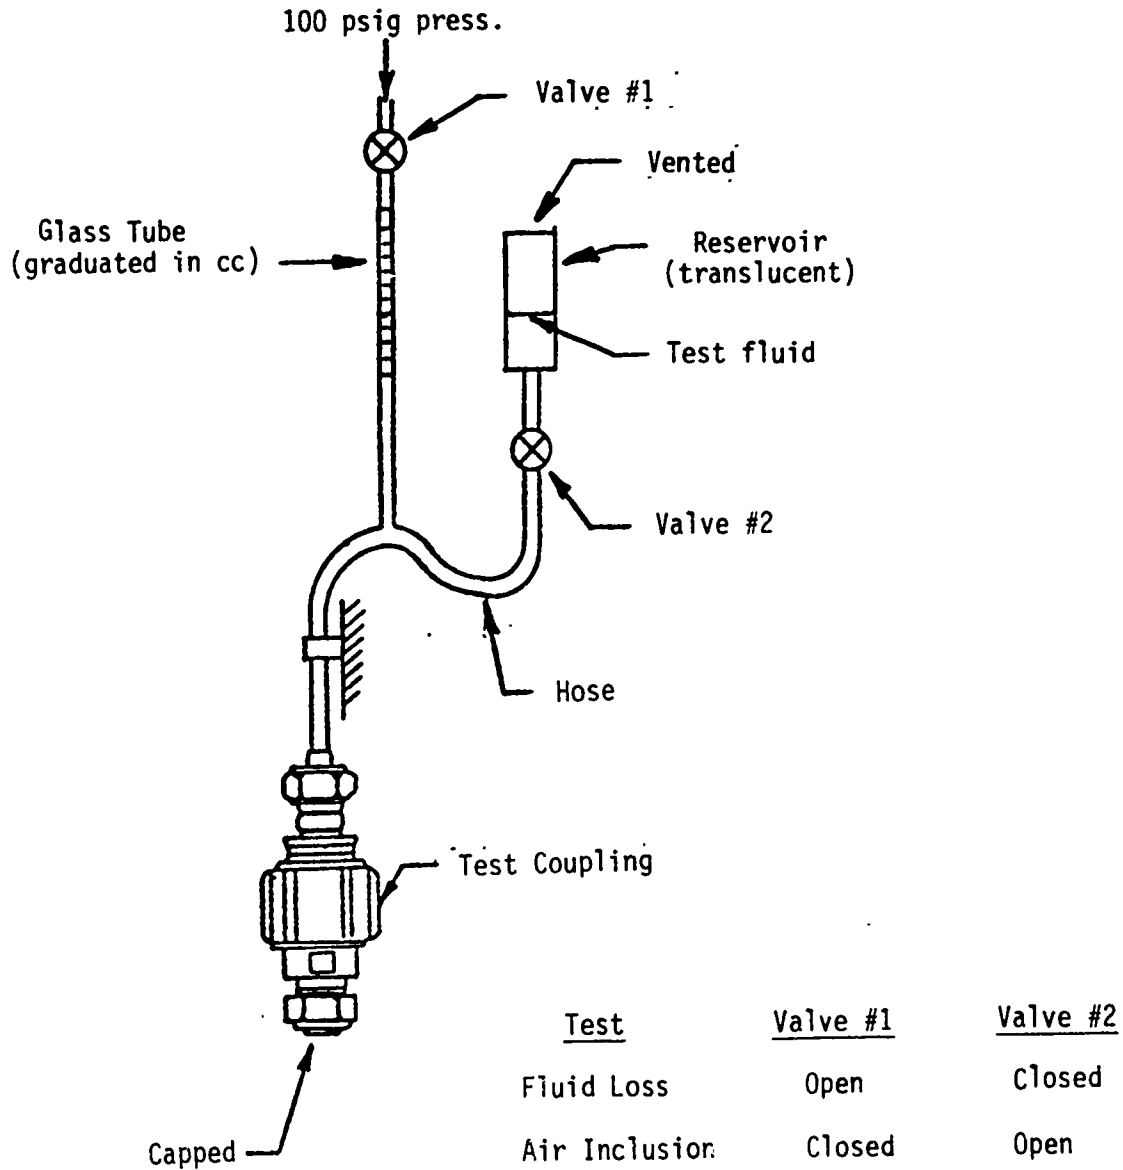 100 psig press.
Valve #1
Vented
Glass Tube
(graduated in cc)
Reservoir
(translucent)
Test fluid
Valve #2
Hose
Test Coupling
Capped
Test Valve #1 Valve #2
Fluid Loss Open Closed
Air Inclusion Closed Open